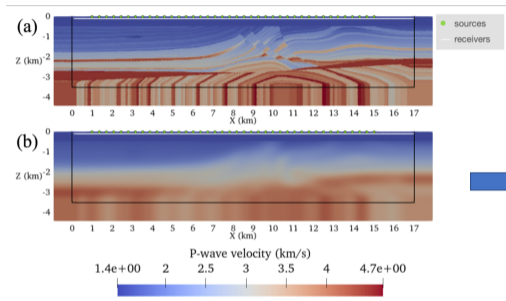 (a)
0
-1
Z (km) -2
-3
-4
0 1 2 3 4 5 6 7 8 9 10 11 12 13 14 15 16 17
X (km)
sources
receivers
(b)
0
-1
Z (km) -2
-3
-4
0 1 2 3 4 5 6 7 8 9 10 11 12 13 14 15 16 17
X (km)
P-wave velocity (km/s)
1.4e+00 2 2.5 3 3.5 4 4.7e+00